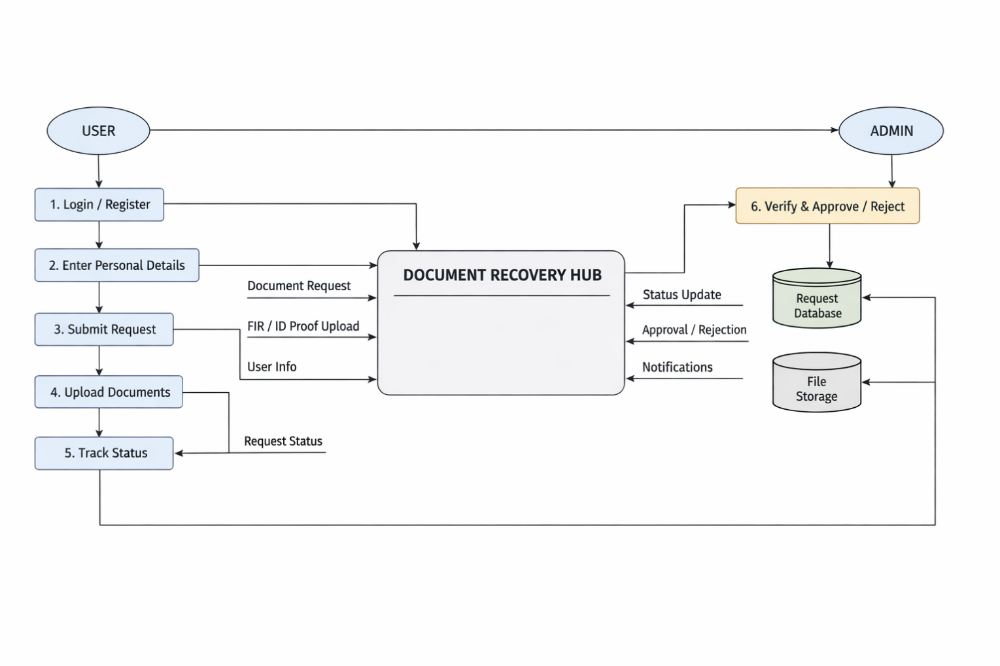 USER
ADMIN
1. Login / Register
6. Verify & Approve / Reject
2. Enter Personal Details
DOCUMENT RECOVERY HUB
Document Request
Status Update
Request
Database
3. Submit Request
FIR / ID Proof Upload
Approval / Rejection
User Info
Notifications
File
Storage
4. Upload Documents
Request Status
5. Track Status